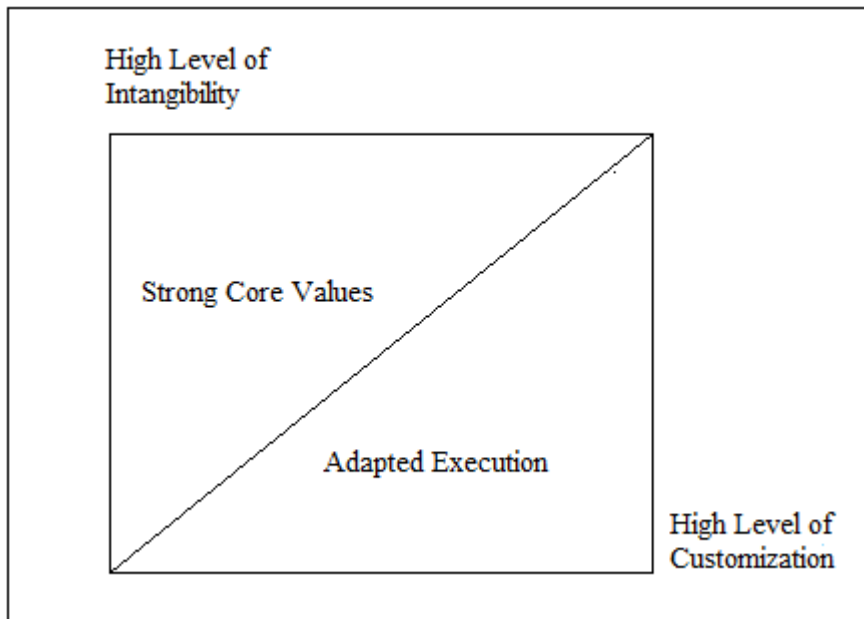 High Level of
Intangibility
Strong Core Values
Adapted Execution
High Level of
Customization